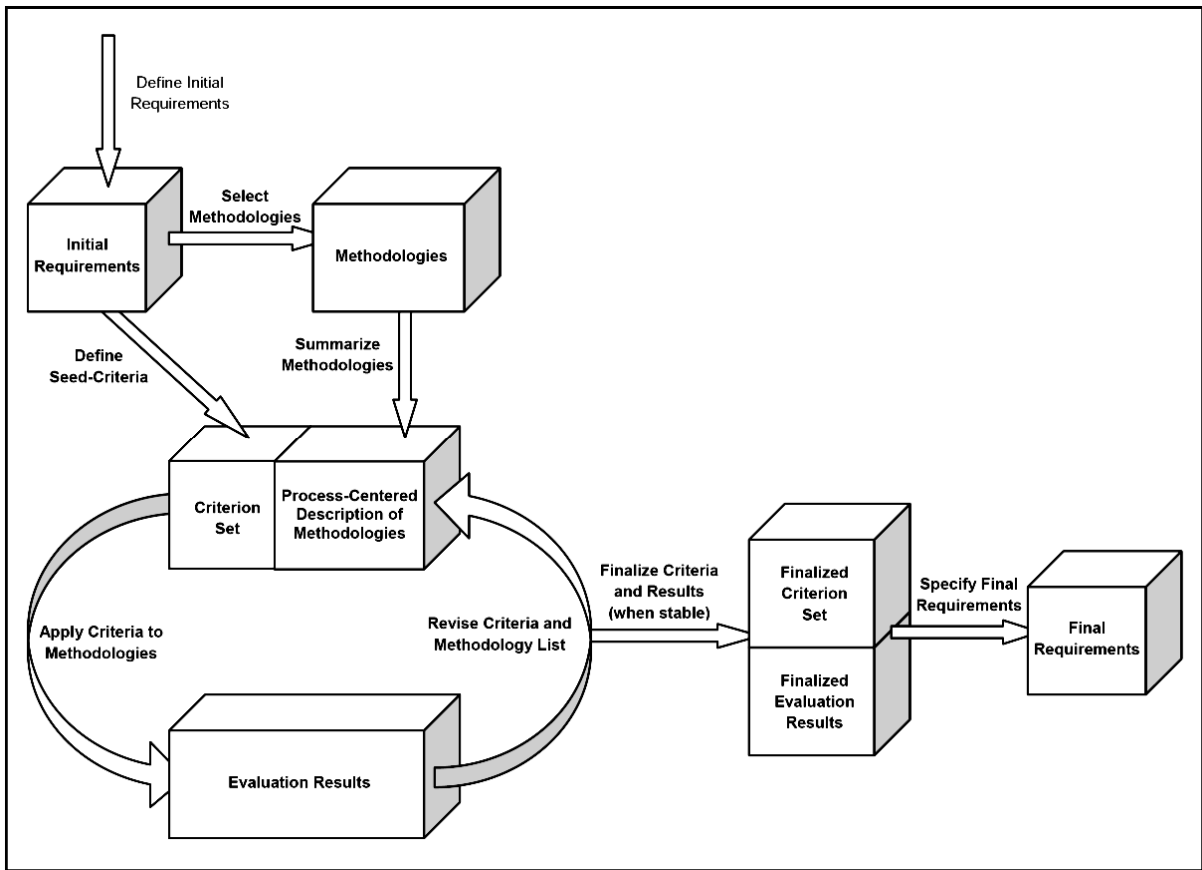 Define Initial
Requirements
Select
Methodologies
Initial
Requirements
Methodologies
Define
Seed-Criteria
Summarize
Methodologies
Criterion
Set
Process-Centered
Description of
Methodologies
Apply Criteria to
Methodologies
Revise Criteria and
Methodology List
Evaluation Results
Finalize Criteria
and Results
(when stable)
Finalized
Criterion
Set
Finalized
Evaluation
Results
Specify Final
Requirements
Final
Requirements